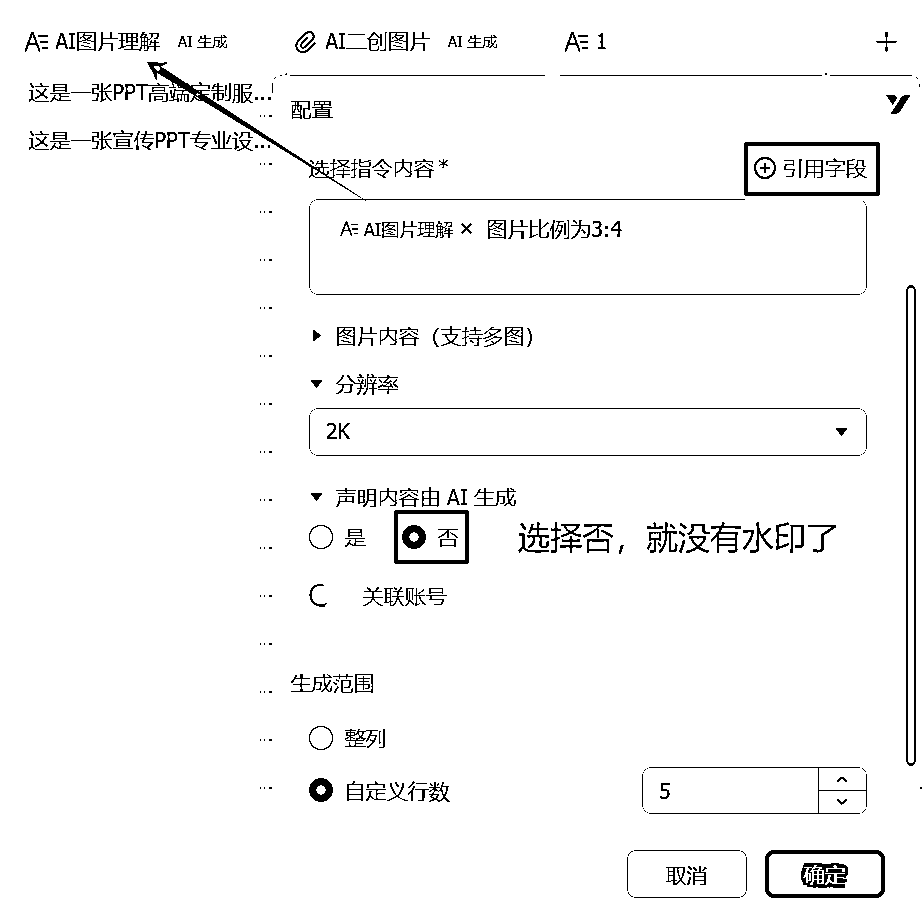 AI图片理解 AI 生成 AI二创图片 AI 生成 1
这是一张PPT高端定制服...
这是一张宣传PPT专业设...
配置
选择指令内容*
引用字段
AI图片理解 × 图片比例为3:4
图片内容（支持多图）
分辨率
2K
声明内容由 AI 生成
是 否 选择否，就没有水印了
关联账号
生成范围
整列
自定义行数 5
取消 确定